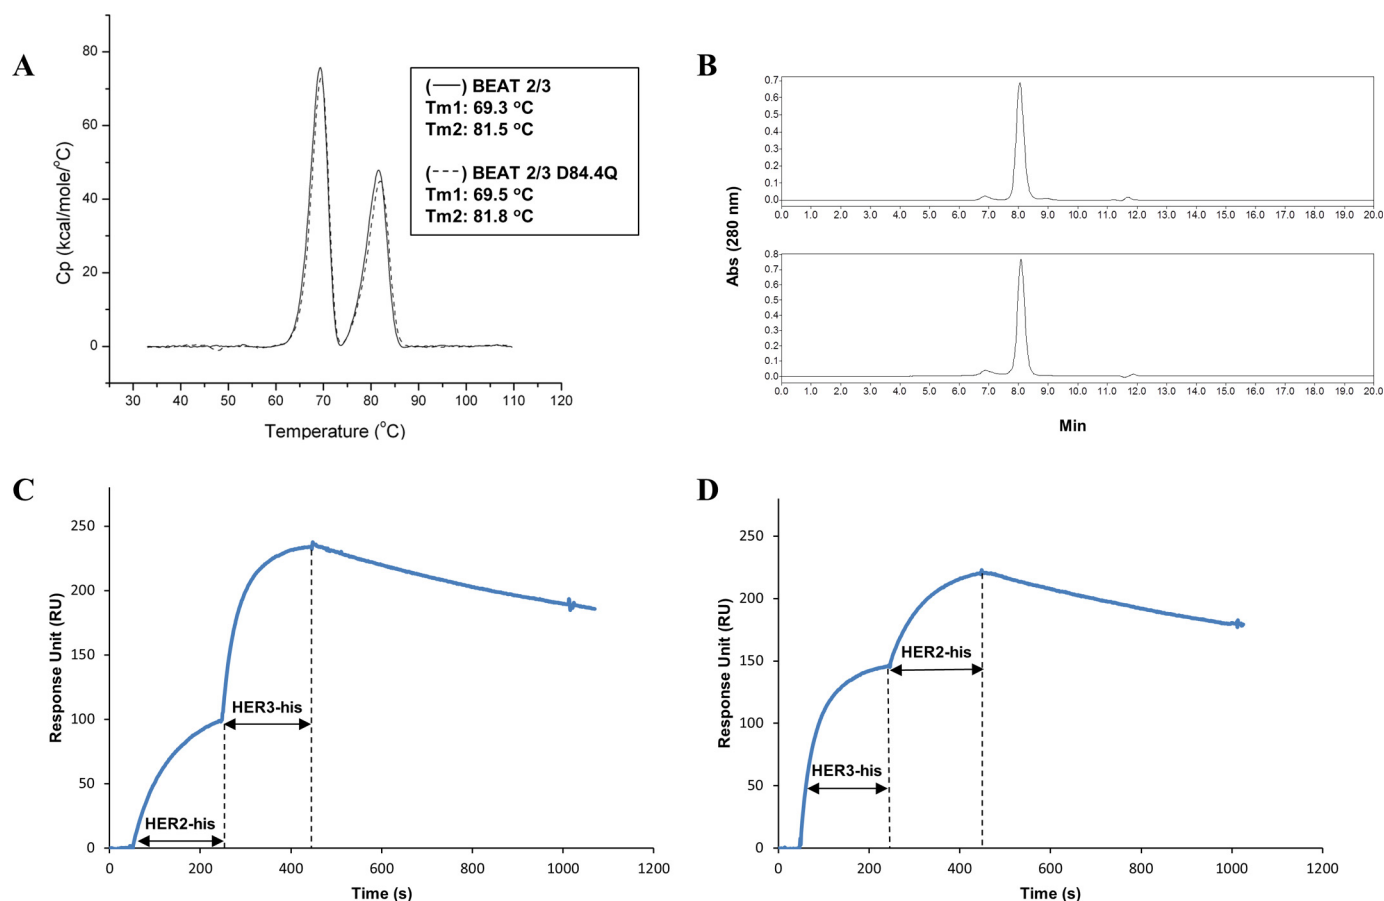 A
80
60
40
20
0
Cp (kcal/mole/°C)
30 40 50 60 70 80 90 100 110 120
Temperature (°C)
(—) BEAT 2/3
Tm1: 69.3 °C
Tm2: 81.5 °C
(---) BEAT 2/3 D84.4Q
Tm1: 69.5 °C
Tm2: 81.8 °C
B
Abs (280 nm)
0.7
0.6
0.5
0.4
0.3
0.2
0.1
0.0
0.0 1.0 2.0 3.0 4.0 5.0 6.0 7.0 8.0 9.0 10.0 11.0 12.0 13.0 14.0 15.0 16.0 17.0 18.0 19.0 20.0
0.8
0.7
0.6
0.5
0.4
0.3
0.2
0.1
0.0
0.0 1.0 2.0 3.0 4.0 5.0 6.0 7.0 8.0 9.0 10.0 11.0 12.0 13.0 14.0 15.0 16.0 17.0 18.0 19.0 20.0
Min
C
Response Unit (RU)
250
200
150
100
50
0
HER3-his
HER2-his
0 200 400 600 800 1000 1200
Time (s)
D
Response Unit (RU)
250
200
150
100
50
0
HER2-his
HER3-his
0 200 400 600 800 1000 1200
Time (s)